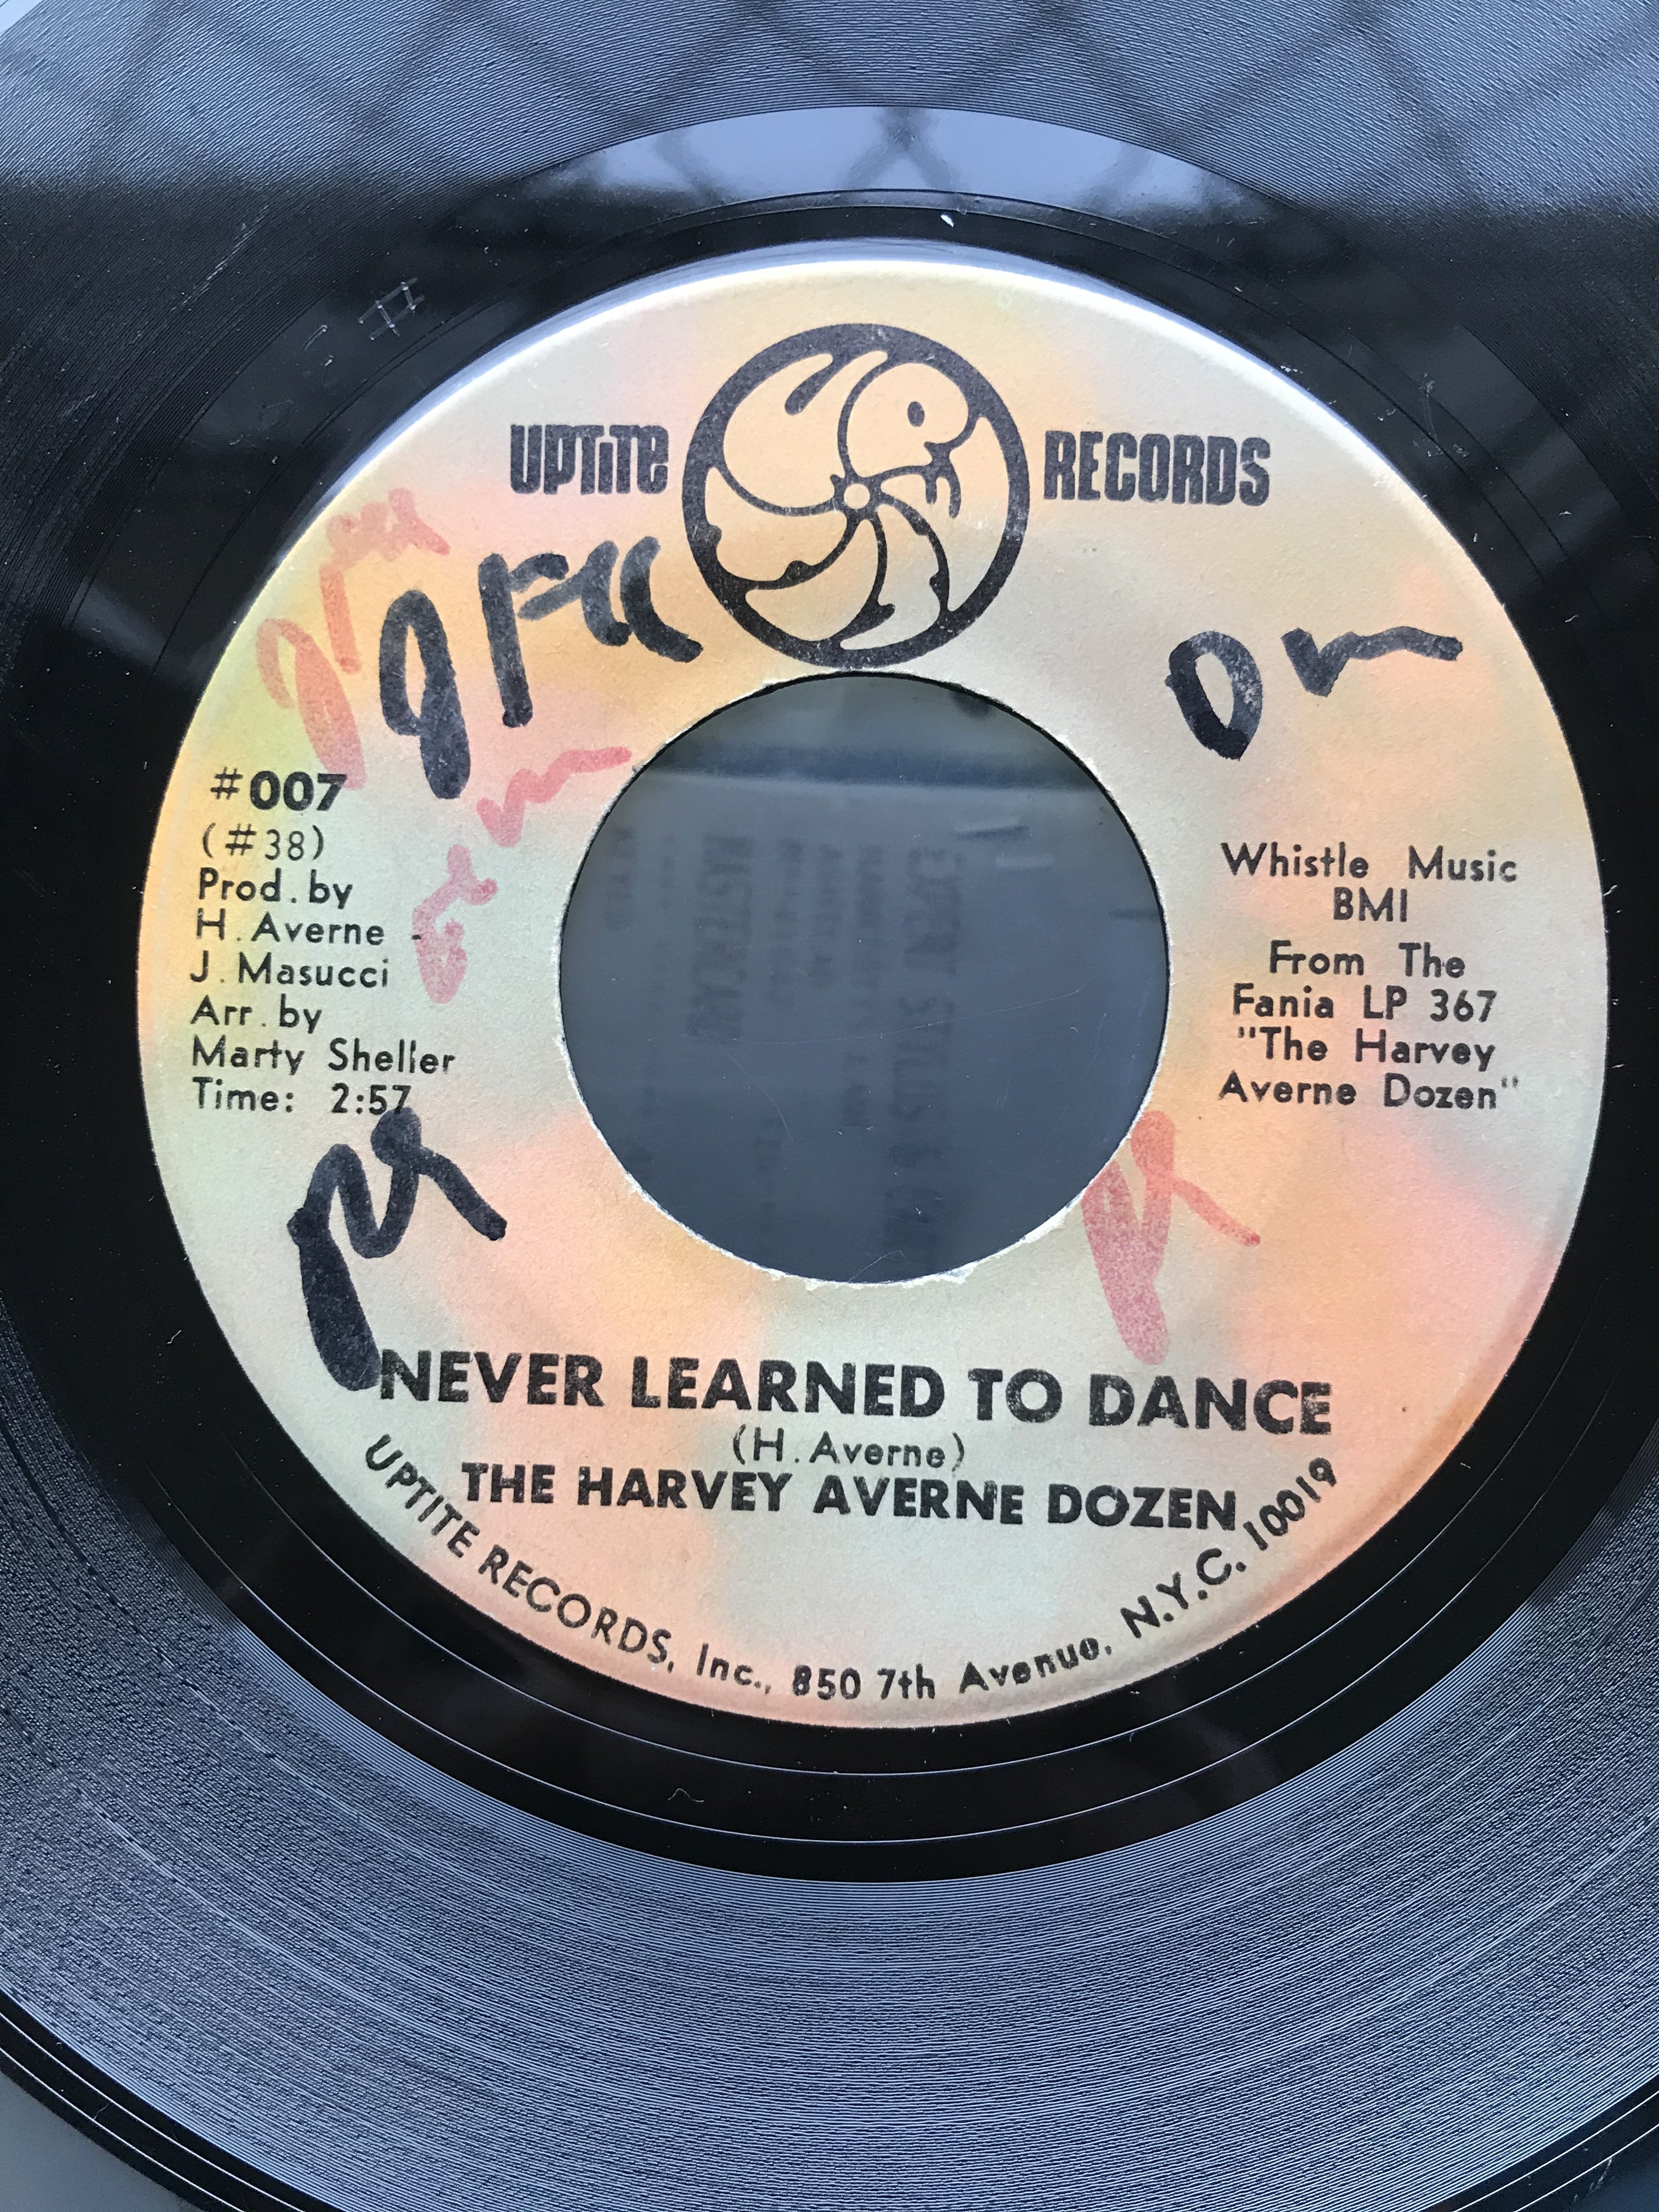 UPTITE RECORDS
#007
(#38)
Prod. by
H. Averne
J. Masucci
Arr. by
Marty Sheller
Time: 2:57
Whistle Music
BMI
From The
Fania LP 367
"The Harvey
Averne Dozen"
NEVER LEARNED TO DANCE
(H. Averne)
THE HARVEY AVERNE DOZEN
UPTITE RECORDS, Inc., 850 7th Avenue, N.Y.C. 10019